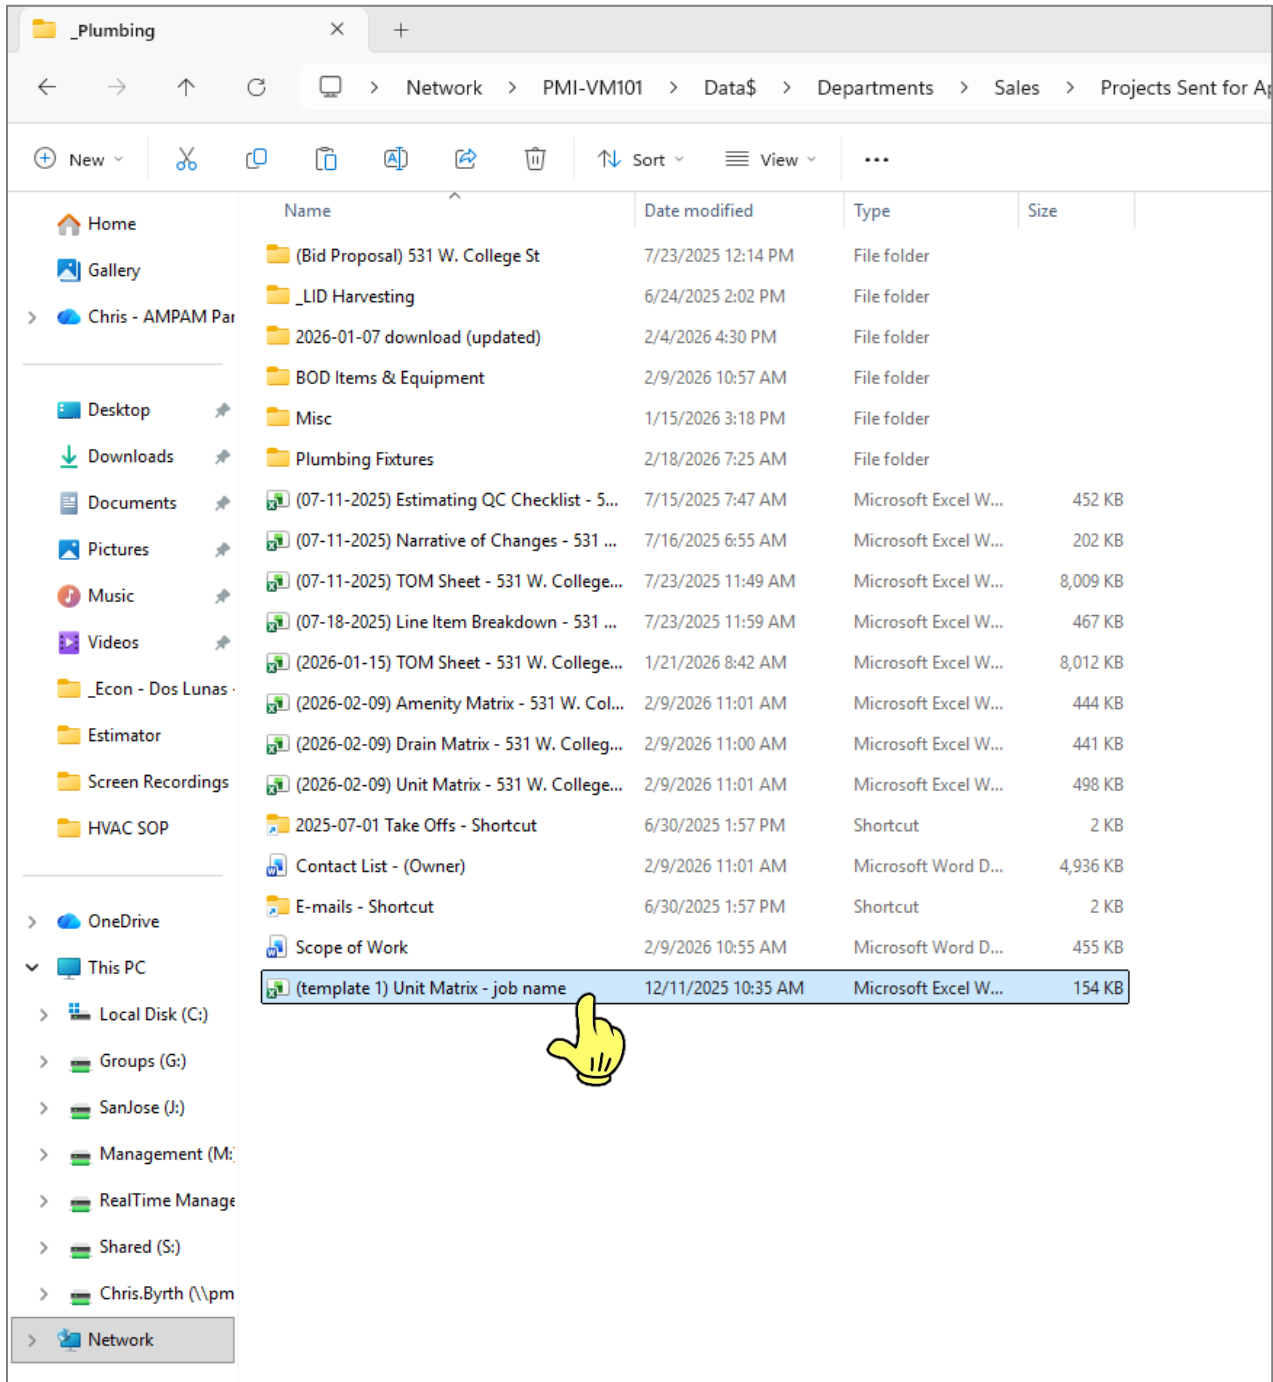 _Plumbing
Network > PMI-VM101 > Data$ > Departments > Sales > Projects Sent for Ap
New Sort View ...
Name Date modified Type Size
Home
Gallery
Chris - AMPAM Par
Desktop
Downloads
Documents
Pictures
Music
Videos
_Econ - Dos Lunas -
Estimator
Screen Recordings
HVAC SOP
OneDrive
This PC
Local Disk (C:)
Groups (G:)
SanJose (J:)
Management (M:
RealTime Manage
Shared (S:)
Chris.Byrth (\\pm
Network
(Bid Proposal) 531 W. College St 7/23/2025 12:14 PM File folder
_LID Harvesting 6/24/2025 2:02 PM File folder
2026-01-07 download (updated) 2/4/2026 4:30 PM File folder
BOD Items & Equipment 2/9/2026 10:57 AM File folder
Misc 1/15/2026 3:18 PM File folder
Plumbing Fixtures 2/18/2026 7:25 AM File folder
(07-11-2025) Estimating QC Checklist - 5... 7/15/2025 7:47 AM Microsoft Excel W... 452 KB
(07-11-2025) Narrative of Changes - 531 ... 7/16/2025 6:55 AM Microsoft Excel W... 202 KB
(07-11-2025) TOM Sheet - 531 W. College... 7/23/2025 11:49 AM Microsoft Excel W... 8,009 KB
(07-18-2025) Line Item Breakdown - 531 ... 7/23/2025 11:59 AM Microsoft Excel W... 467 KB
(2026-01-15) TOM Sheet - 531 W. College... 1/21/2026 8:42 AM Microsoft Excel W... 8,012 KB
(2026-02-09) Amenity Matrix - 531 W. Col... 2/9/2026 11:01 AM Microsoft Excel W... 444 KB
(2026-02-09) Drain Matrix - 531 W. Colleg... 2/9/2026 11:00 AM Microsoft Excel W... 441 KB
(2026-02-09) Unit Matrix - 531 W. College... 2/9/2026 11:01 AM Microsoft Excel W... 498 KB
2025-07-01 Take Offs - Shortcut 6/30/2025 1:57 PM Shortcut 2 KB
Contact List - (Owner) 2/9/2026 11:01 AM Microsoft Word D... 4,936 KB
E-mails - Shortcut 6/30/2025 1:57 PM Shortcut 2 KB
Scope of Work 2/9/2026 10:55 AM Microsoft Word D... 455 KB
(template 1) Unit Matrix - job name 12/11/2025 10:35 AM Microsoft Excel W... 154 KB